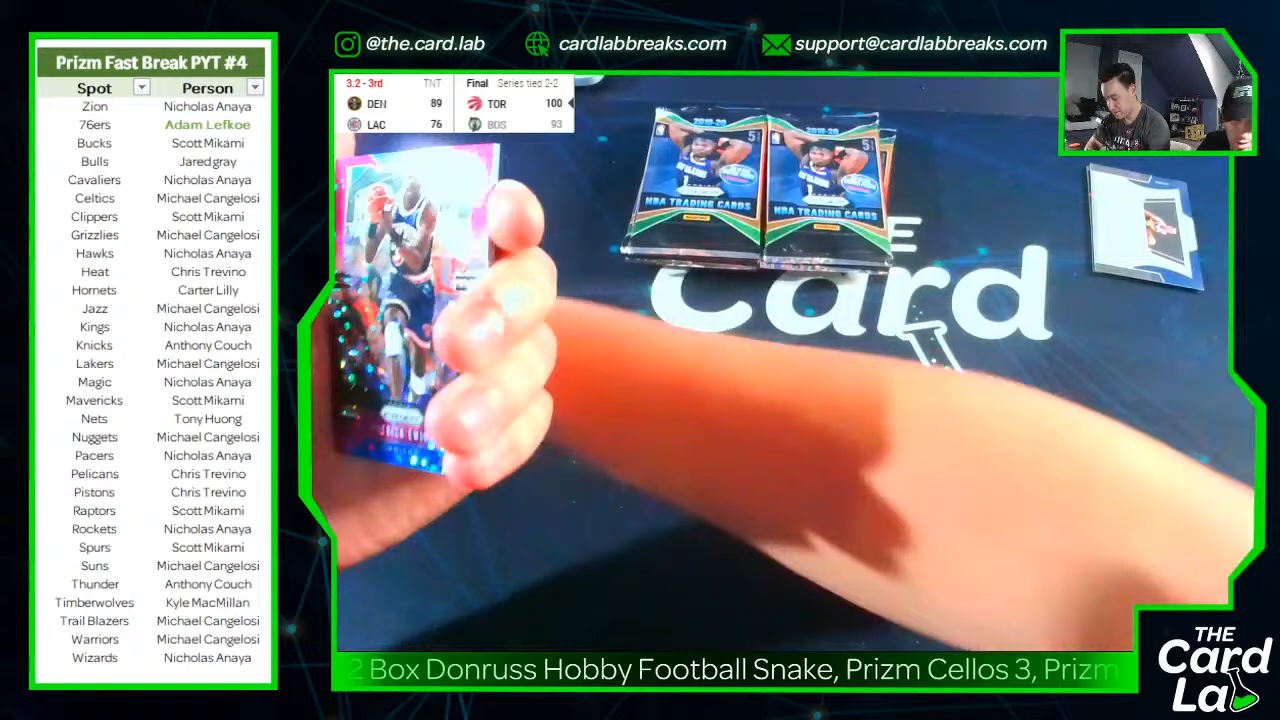 Prizm Fast Break PYT #4
Spot Person
Zion Nicholas Anaya
76ers Adam Lefkoe
Bucks Scott Mikami
Bulls Jared gray
Cavaliers Nicholas Anaya
Celtics Michael Cangelosi
Clippers Scott Mikami
Grizzlies Michael Cangelosi
Hawks Nicholas Anaya
Heat Chris Trevino
Hornets Carter Lilly
Jazz Michael Cangelosi
Kings Nicholas Anaya
Knicks Anthony Couch
Lakers Michael Cangelosi
Magic Nicholas Anaya
Mavericks Scott Mikami
Nets Tony Huong
Nuggets Michael Cangelosi
Pacers Nicholas Anaya
Pelicans Chris Trevino
Pistons Chris Trevino
Raptors Scott Mikami
Rockets Nicholas Anaya
Spurs Scott Mikami
Suns Michael Cangelosi
Thunder Anthony Couch
Timberwolves Kyle MacMillan
Trail Blazers Michael Cangelosi
Warriors Michael Cangelosi
Wizards Nicholas Anaya
@the.card.lab cardlabbreaks.com support@cardlabbreaks.com
3.2 - 3rd TNT Final Series tied 2-2
DEN 89 TOR 100
LAC 76 BOS 93
2019-20 2019-20
51 51
NBA TRADING CARDS NBA TRADING CARDS
Card
2 Box Donruss Hobby Football Snake, Prizm Cellos 3, Prizm
THE
Card
La